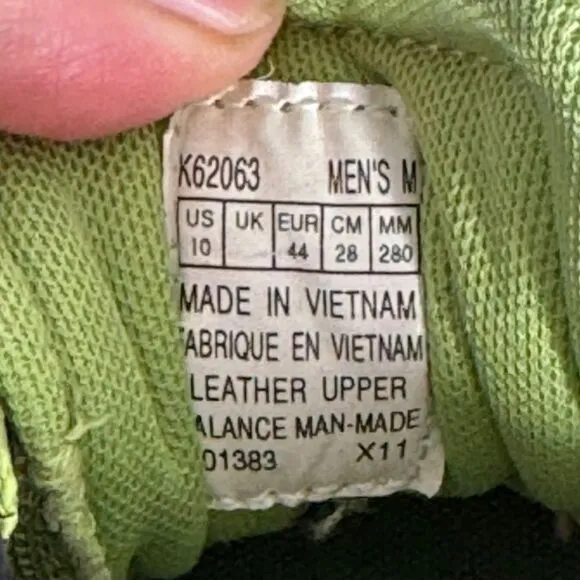 K62063 MEN'S M
US UK EUR CM MM
10 44 28 280
MADE IN VIETNAM
FABRIQUE EN VIETNAM
LEATHER UPPER
ALANCE MAN-MADE
01383 X11